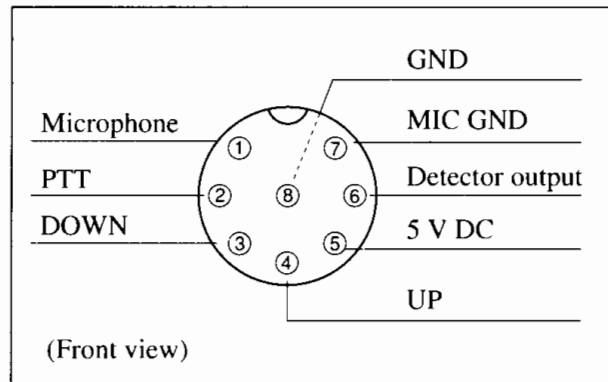 GND
Microphone
MIC GND
1
7
PTT
Detector output
2
8
6
DOWN
5 V DC
3
5
4
UP
(Front view)